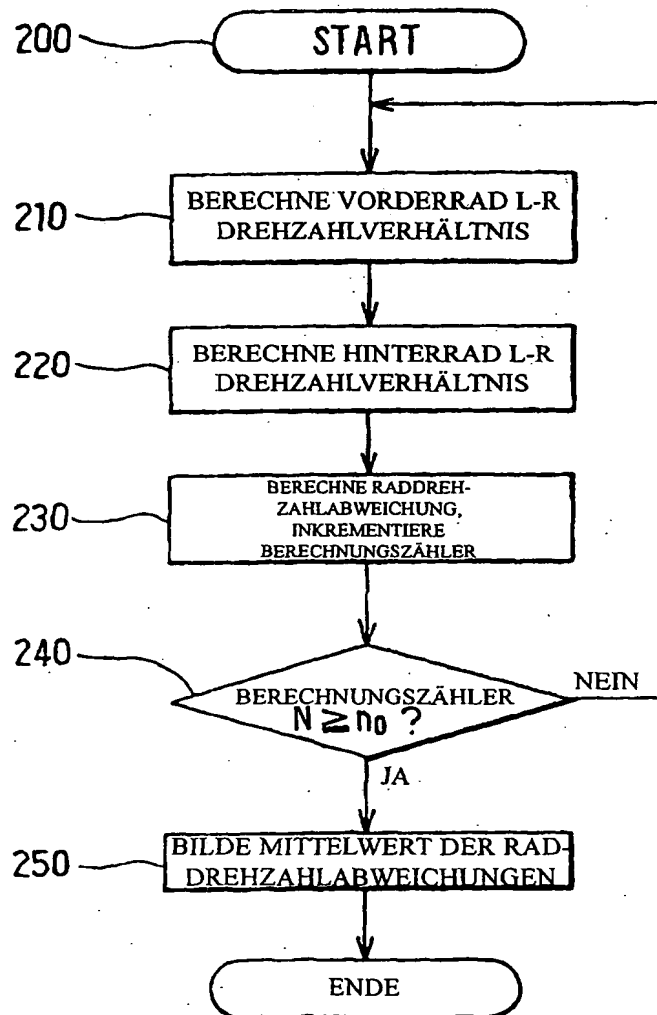 200
START
210
BERECHNE VORDERRAD L-R
DREHZAHLVERHÄLTNIS
220
BERECHNE HINTERRAD L-R
DREHZAHLVERHÄLTNIS
230
BERECHNE RADDREH-
ZAHLABWEICHUNG,
INKREMENTIERE
BERECHNUNGSZÄHLER
240
BERECHNUNGSZÄHLER
N ≧ n₀ ?
NEIN
JA
250
BILDE MITTELWERT DER RAD-
DREHZAHLABWEICHUNGEN
ENDE